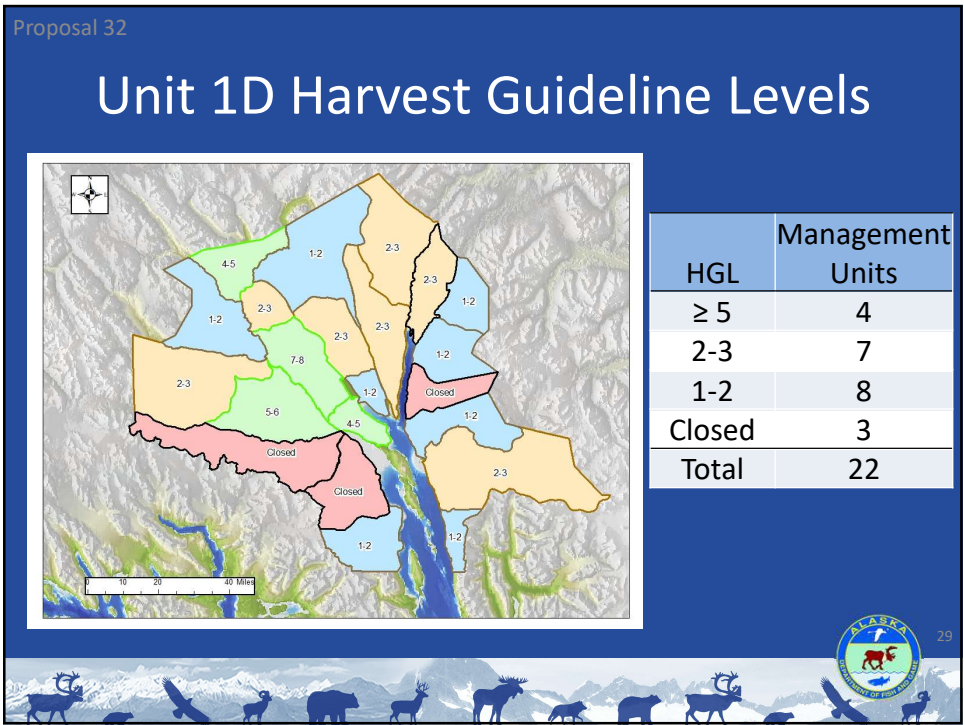 Proposal 32
Unit 1D Harvest Guideline Levels
N
W E
S
4-5
1-2
2-3
2-3
1-2
1-2
2-3
2-3
2-3
1-2
7-8
2-3
1-2
Closed
5-6
4-5
1-2
Closed
2-3
Closed
1-2
1-2
0 10 20 40 Miles
HGL Management Units
≥ 5 4
2-3 7
1-2 8
Closed 3
Total 22
ALASKA
DEPARTMENT OF FISH AND GAME
29